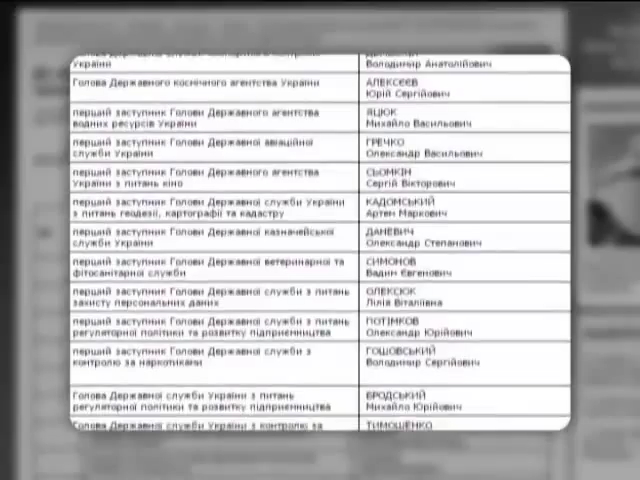 України
Володимир Анатолійович
Голова Державного космічного агентства України
АЛЕКСЄЄВ
Юрій Сергійович
перший заступник Голови Державного агентства
водних ресурсів України
ЯЦЮК
Михайло Васильович
перший заступник Голови Державної авіаційної
служби України
ГРЕЧКО
Олександр Васильович
перший заступник Голови Державного агентства
України з питань кіно
СЬОМКІН
Сергій Вікторович
перший заступник Голови Державної служби України
з питань геодезії, картографії та кадастру
КАДОМСЬКИЙ
Артем Маркович
перший заступник Голови Державної казначейської
служби України
ДАНЕВИЧ
Олександр Степанович
перший заступник Голови Державної ветеринарної та
фітосанітарної служби
СИМОНОВ
Вадим Євгенович
перший заступник Голови Державної служби з питань
захисту персональних даних
ОЛЕКСЮК
Лілія Віталіївна
перший заступник Голови Державної служби з питань
регуляторної політики та розвитку підприємництва
ПОТІМКОВ
Олександр Юрійович
перший заступник Голови Державної служби з
контролю за наркотиками
ГОШОВСЬКИЙ
Володимир Сергійович
Голова Державної служби України з питань
регуляторної політики та розвитку підприємництва
БРОДСЬКИЙ
Михайло Юрійович
Голова Державної служби України з контролю за
ТИМОШЕНКО